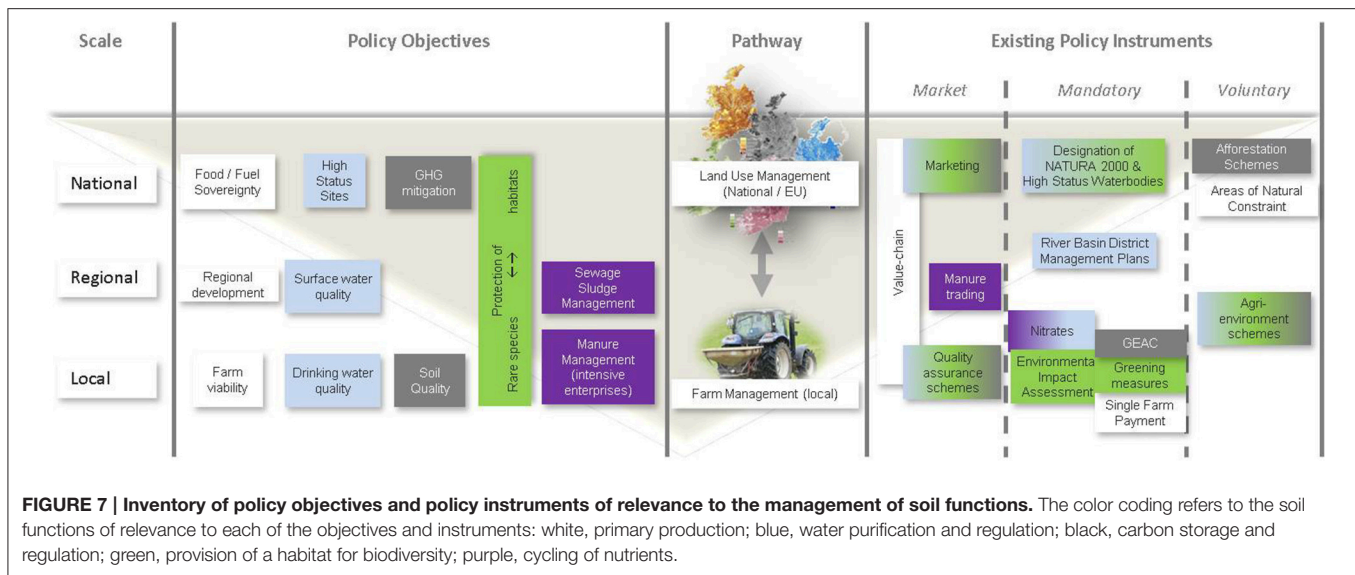 Scale
Policy Objectives
Pathway
Existing Policy Instruments
Market
Mandatory
Voluntary
National
Food / Fuel
Sovereignty
High
Status
Sites
GHG
mitigation
Rare species
Protection of
↔
habitats
Land Use Management
(National / EU)
Value-chain
Marketing
Designation of
NATURA 2000 &
High Status Waterbodies
Afforestation
Schemes
Areas of Natural
Constraint
Regional
Regional
development
Surface water
quality
Sewage
Sludge
Management
Manure
trading
River Basin District
Management Plans
Agri-
environment
schemes
Local
Farm
viability
Drinking water
quality
Soil
Quality
Manure
Management
(intensive
enterprises)
Farm Management (local)
Quality
assurance
schemes
Nitrates
Environmental
Impact
Assessment
GEAC
Greening
measures
Single Farm
Payment
FIGURE 7 | Inventory of policy objectives and policy instruments of relevance to the management of soil functions. The color coding refers to the soil
functions of relevance to each of the objectives and instruments: white, primary production; blue, water purification and regulation; black, carbon storage and
regulation; green, provision of a habitat for biodiversity; purple, cycling of nutrients.